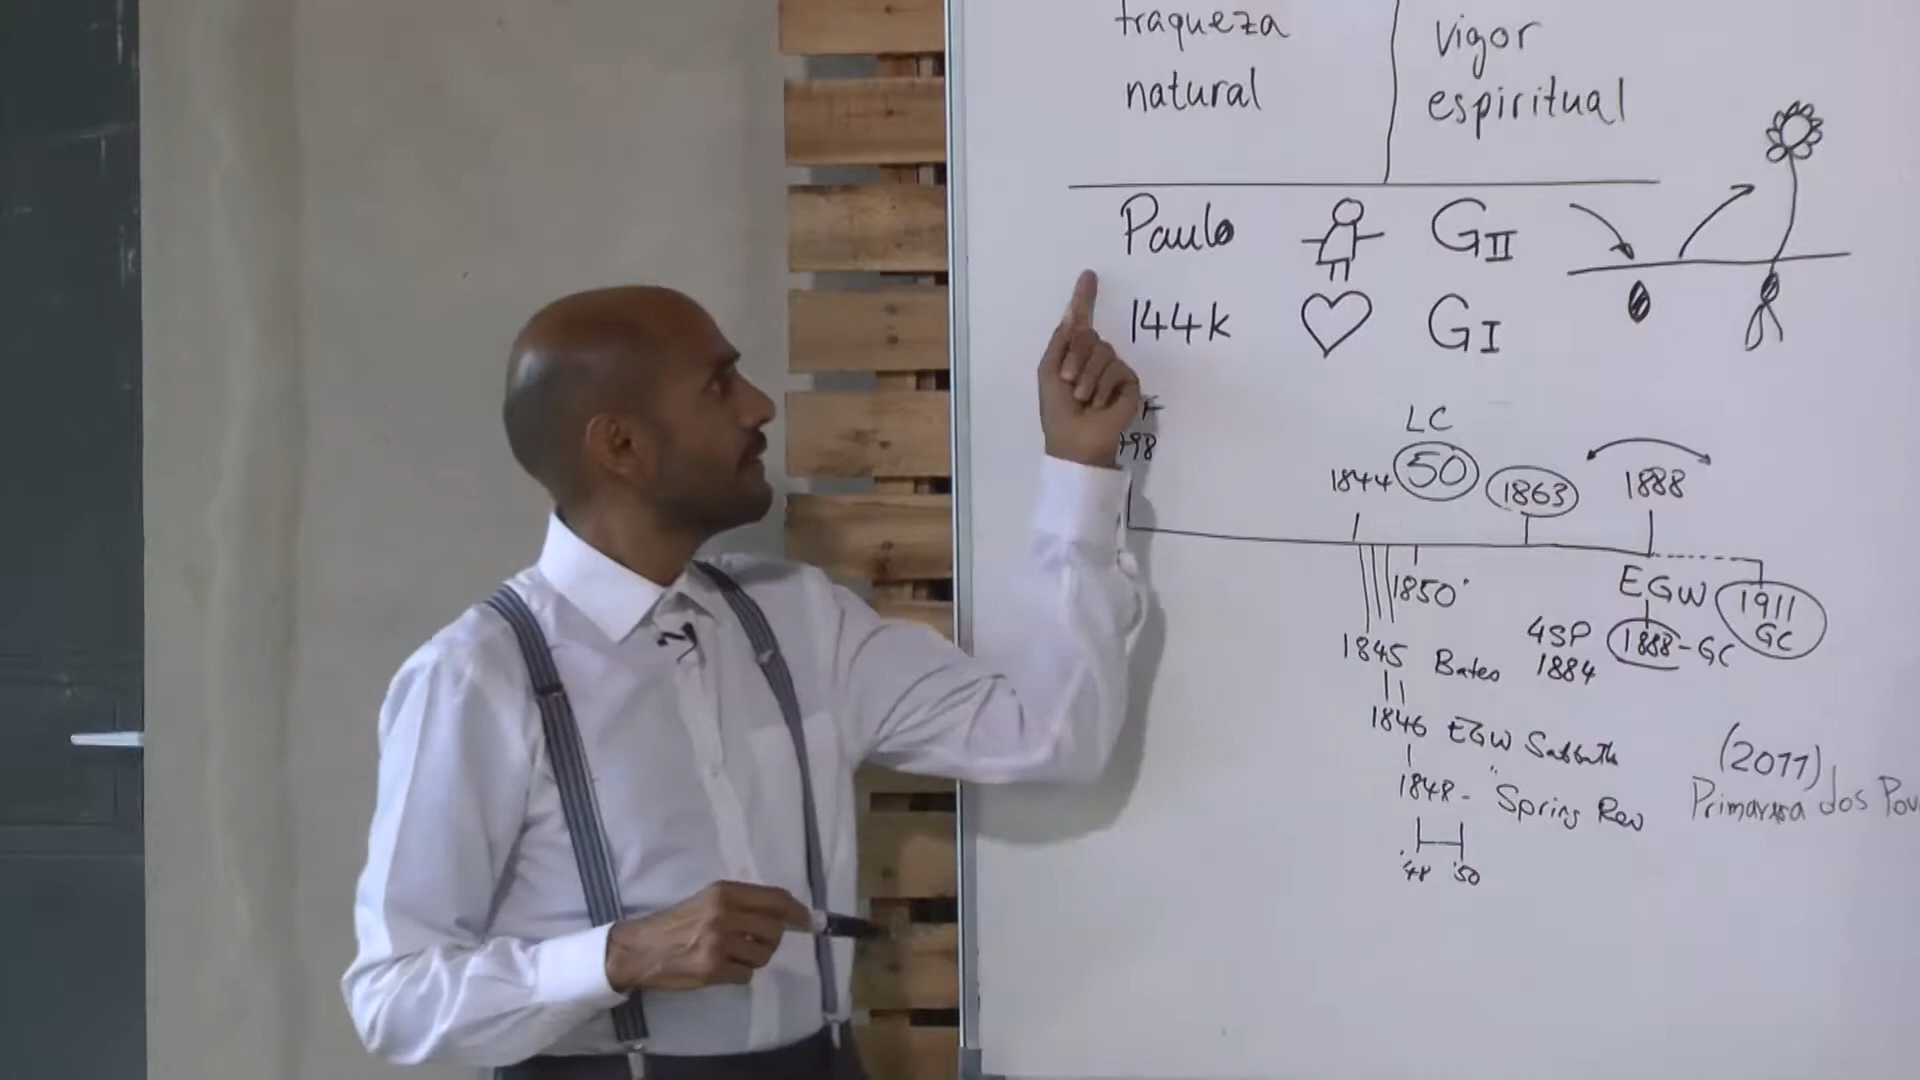 fraqueza
natural
vigor
espiritual
Paulo
GII
144k
GI
98
LC
1844
50
1863
1888
1850
EGW
1911
GC
4SP
1884
1888-GC
1845 Bates
1846 EGW Sabbath
1848- "Spring Rev
'48 '50
(2011)
Primavera dos Pov